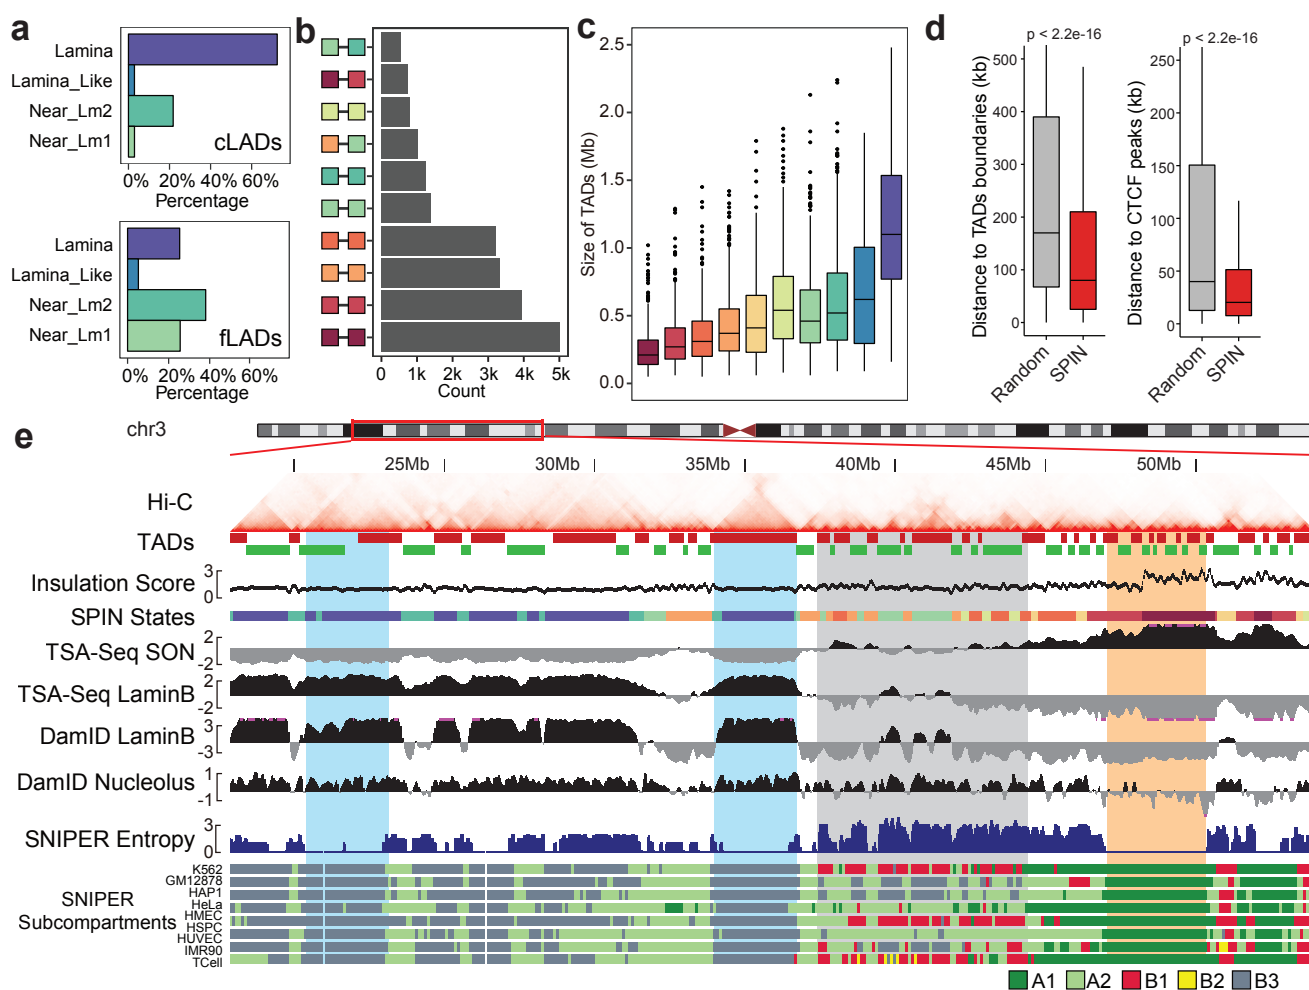 a
Lamina
Lamina_Like
Near_Lm2
Near_Lm1
cLADs
0% 20% 40% 60%
Percentage
Lamina
Lamina_Like
Near_Lm2
Near_Lm1
fLADs
0% 20% 40% 60%
Percentage
b
0 1k 2k 3k 4k 5k
Count
c
Size of TADs (Mb)
2.5
2.0
1.5
1.0
0.5
0.0
d
p < 2.2e-16
Distance to TADs boundaries (kb)
500
400
300
200
100
0
Random
SPIN
p < 2.2e-16
Distance to CTCF peaks (kb)
250
200
150
100
50
0
Random
SPIN
e
chr3
25Mb 30Mb 35Mb 40Mb 45Mb 50Mb
Hi-C
TADs
Insulation Score
3
0
SPIN States
TSA-Seq SON
2
-2
TSA-Seq LaminB
2
-2
DamID LaminB
3
-3
DamID Nucleolus
1
-1
SNIPER Entropy
3
0
SNIPER
Subcompartments
K562
GM12878
HAP1
HeLa
HMEC
HSPC
HUVEC
IMR90
TCell
A1 A2 B1 B2 B3